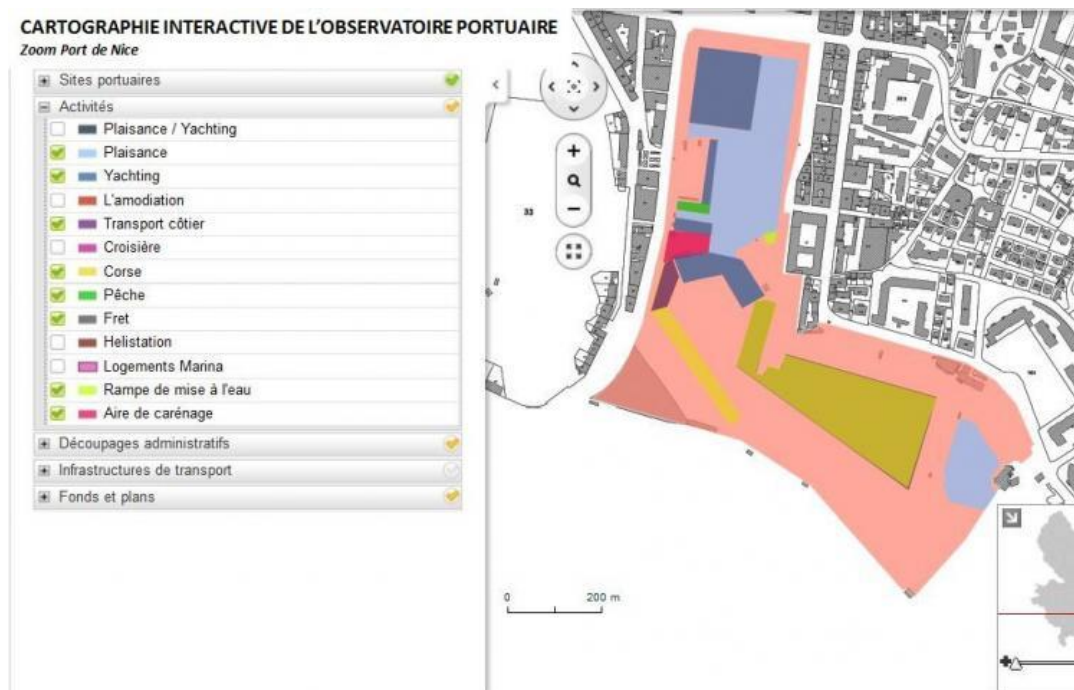 CARTOGRAPHIE INTERACTIVE DE L'OBSERVATOIRE PORTUAIRE
Zoom Port de Nice
Sites portuaires
Activités
Plaisance / Yachting
Plaisance
Yachting
L'amodiation
Transport côtier
Croisière
Corse
Pêche
Fret
Helistation
Logements Marina
Rampe de mise à l'eau
Aire de carénage
Découpages administratifs
Infrastructures de transport
Fonds et plans
33
0 200 m